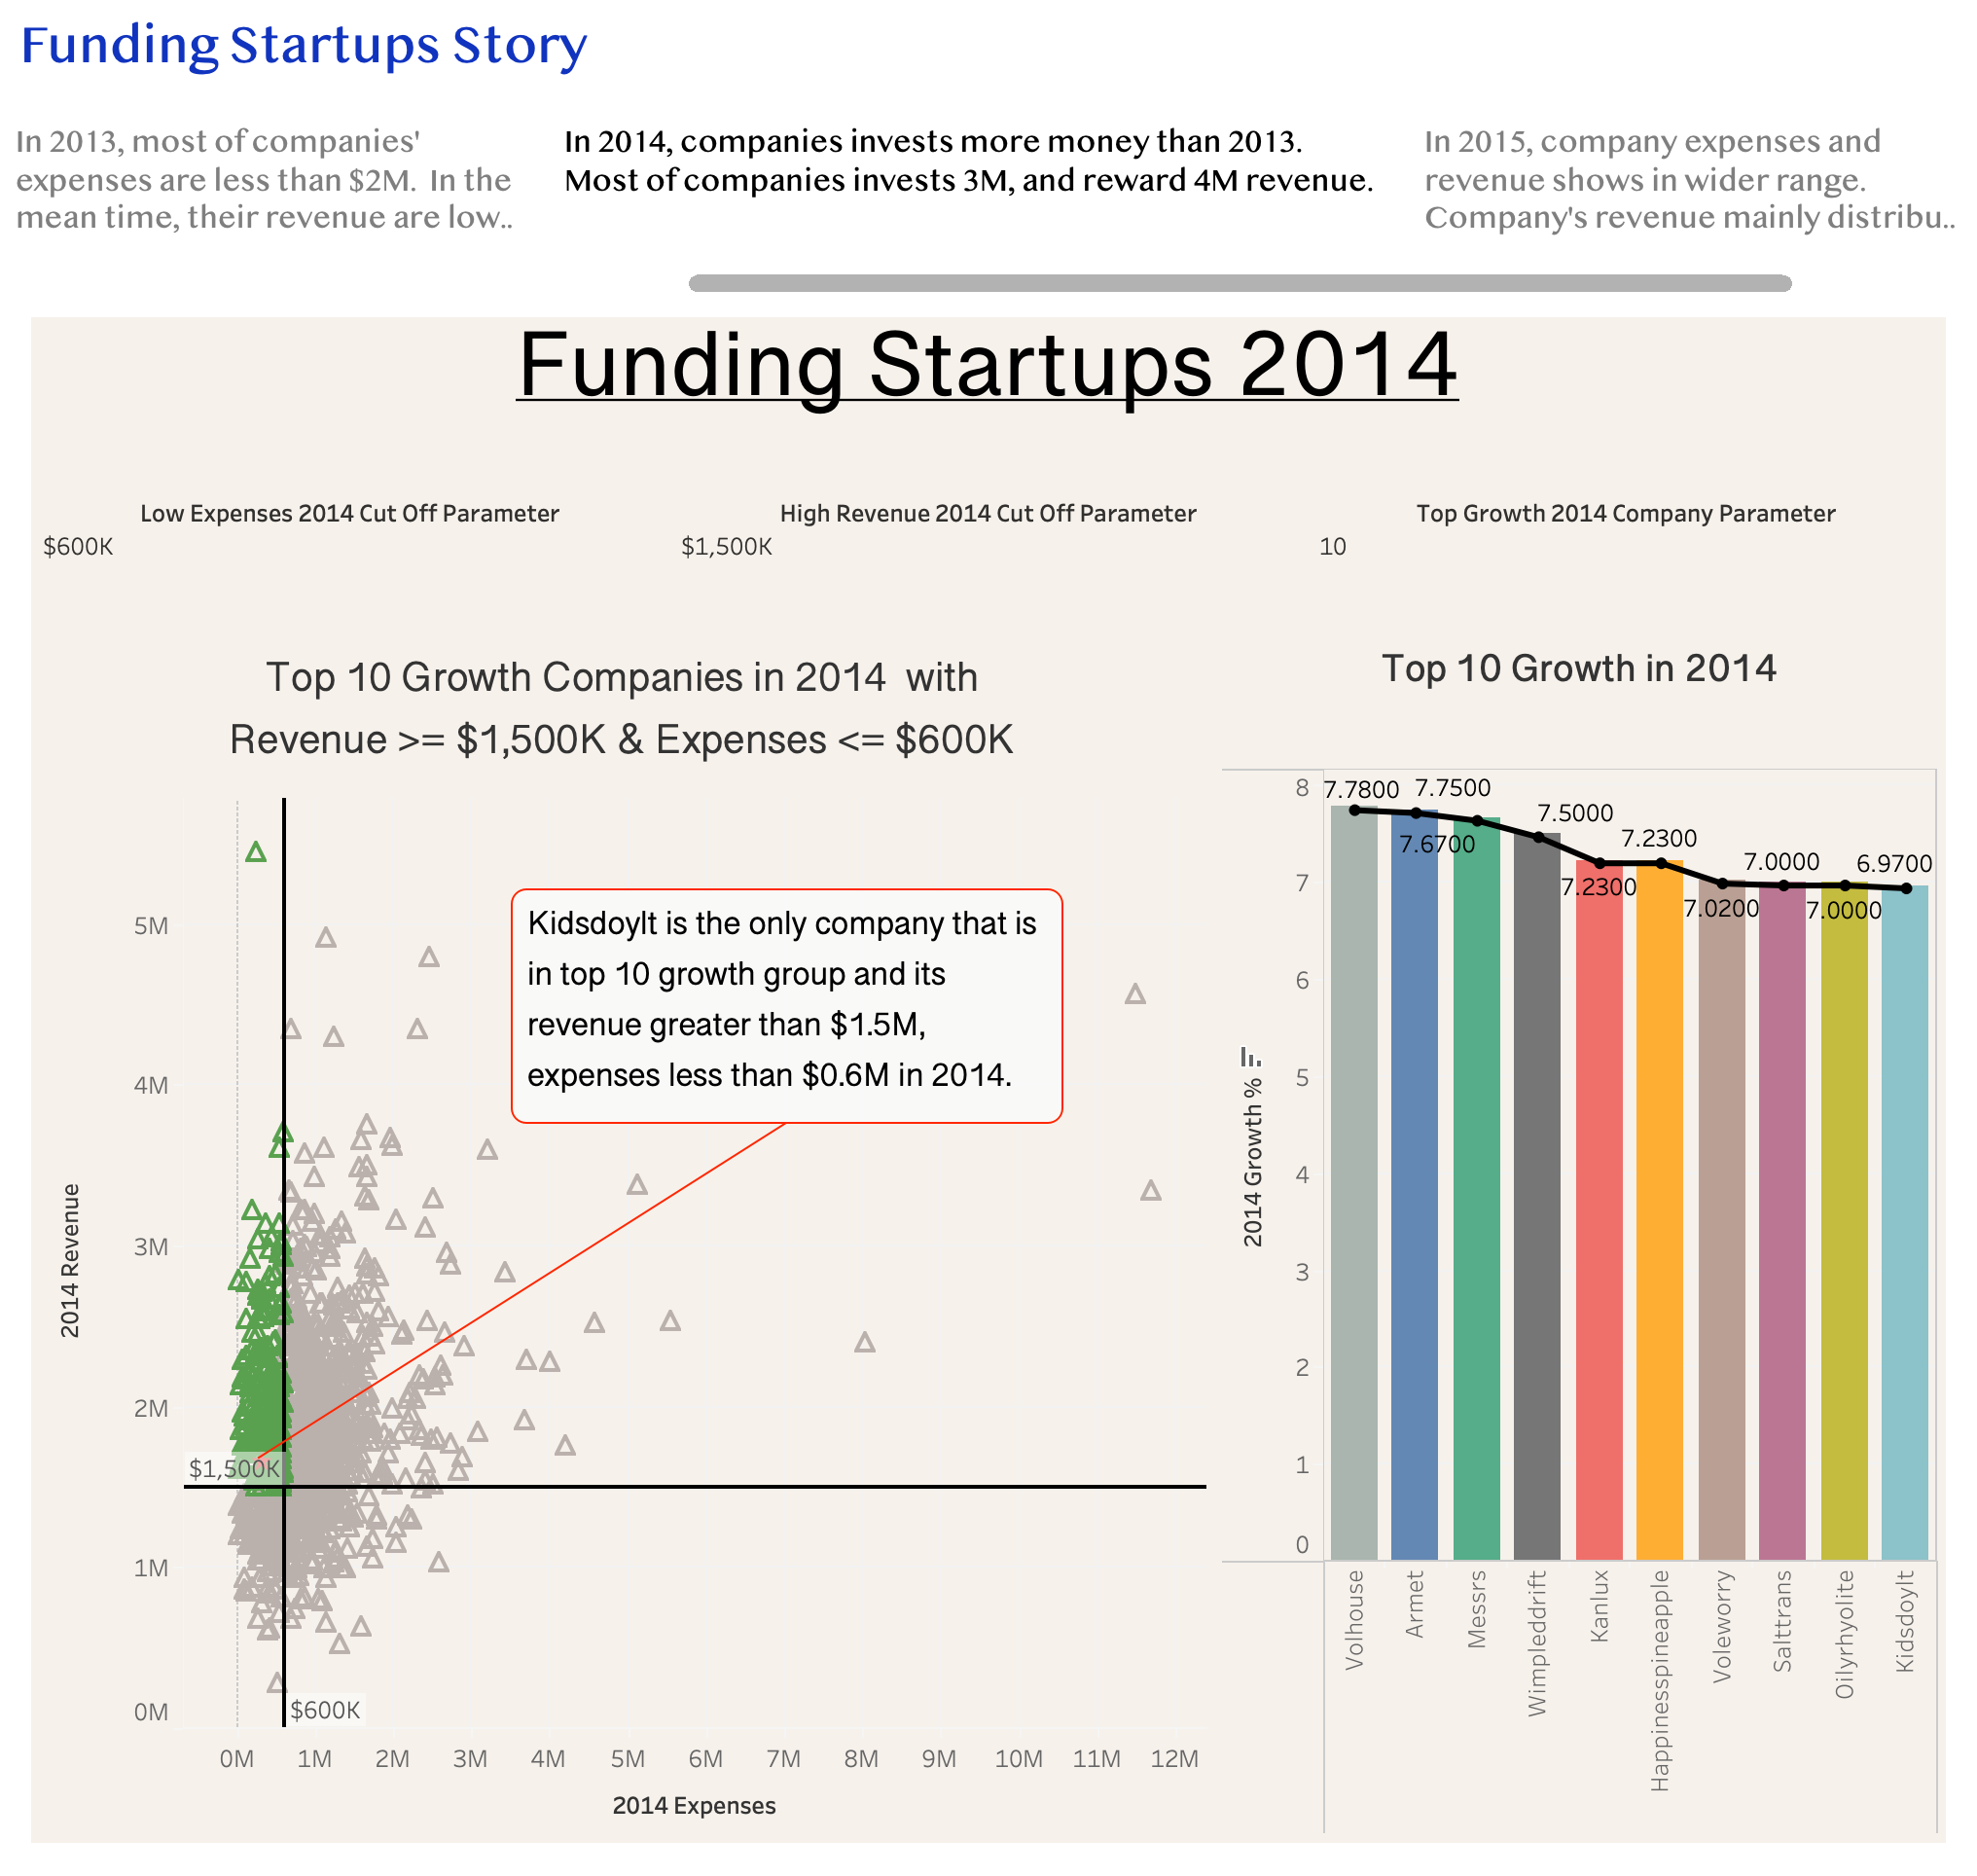 Funding Startups Story
In 2013, most of companies'
expenses are less than $2M.  In the
mean time, their revenue are low..
In 2014, companies invests more money than 2013.
Most of companies invests 3M, and reward 4M revenue.
In 2015, company expenses and
revenue shows in wider range.
Company's revenue mainly distribu..
Funding Startups 2014
Low Expenses 2014 Cut Off Parameter
$600K
High Revenue 2014 Cut Off Parameter
$1,500K
Top Growth 2014 Company Parameter
10
Top 10 Growth Companies in 2014  with
Revenue >= $1,500K & Expenses <= $600K
Kidsdoylt is the only company that is
in top 10 growth group and its
revenue greater than $1.5M,
expenses less than $0.6M in 2014.
2014 Revenue
5M
4M
3M
2M
1M
0M
$1,500K
$600K
0M 1M 2M 3M 4M 5M 6M 7M 8M 9M 10M 11M 12M
2014 Expenses
Top 10 Growth in 2014
2014 Growth %
8
7
6
5
4
3
2
1
0
7.7800
7.7500
7.6700
7.5000
7.2300
7.2300
7.0200
7.0000
7.0000
6.9700
Volhouse
Armet
Messrs
Wimpleddrift
Kanlux
Happinesspineapple
Voleworry
Salttrans
Oilyrhyolite
Kidsdoylt